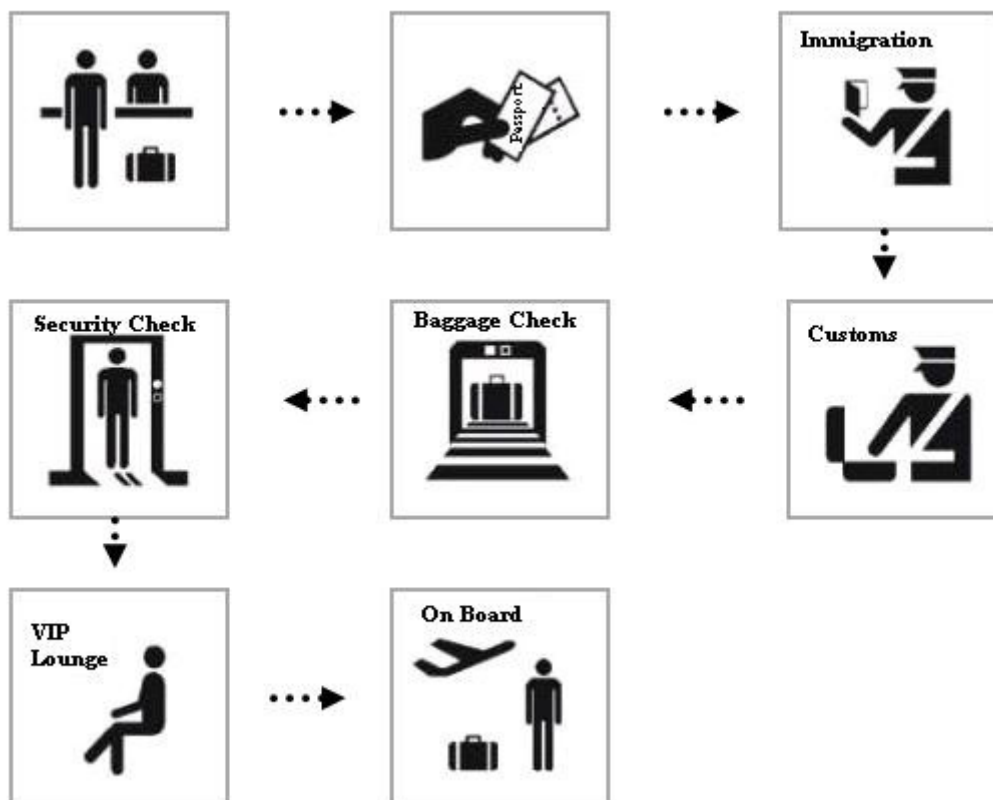 Passport
Immigration
Customs
Baggage Check
Security Check
VIP
Lounge
On Board